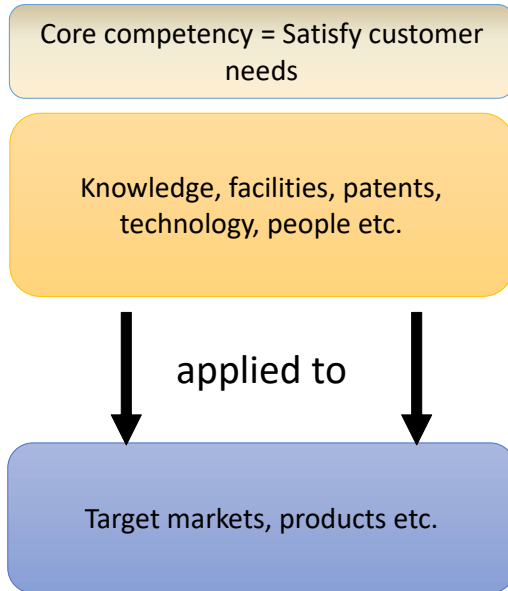 Core competency = Satisfy customer
needs
Knowledge, facilities, patents,
technology, people etc.
applied to
Target markets, products etc.